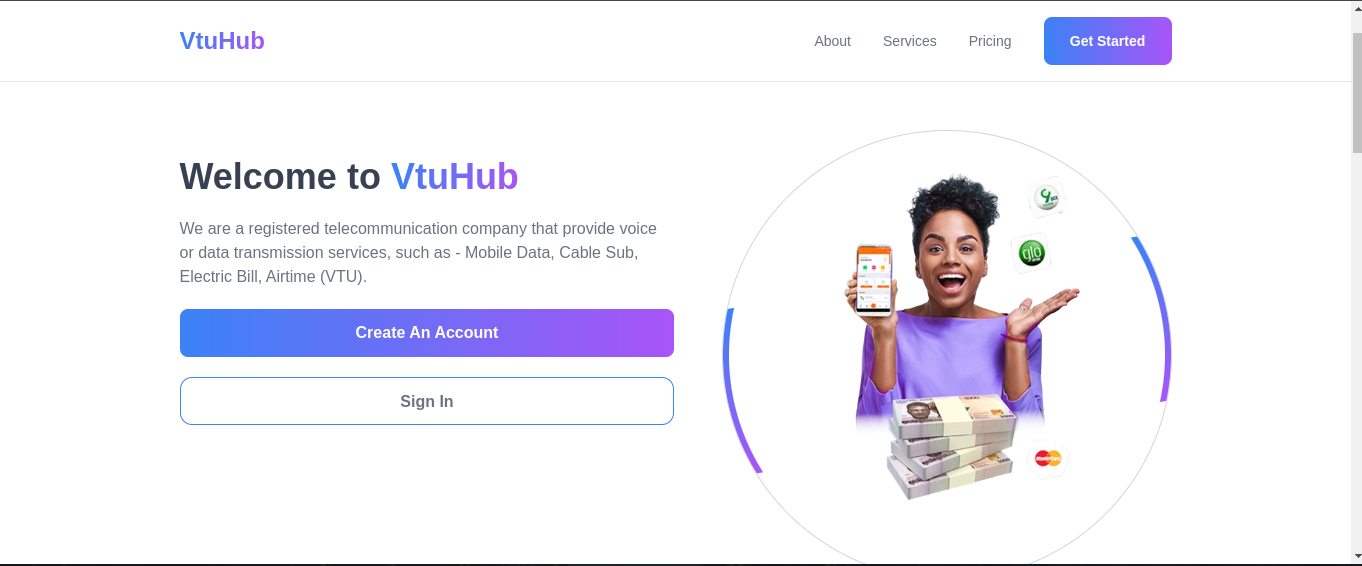 VtuHub
About
Services
Pricing
Get Started
Welcome to VtuHub
We are a registered telecommunication company that provide voice
or data transmission services, such as - Mobile Data, Cable Sub,
Electric Bill, Airtime (VTU).
Create An Account
Sign In
glo